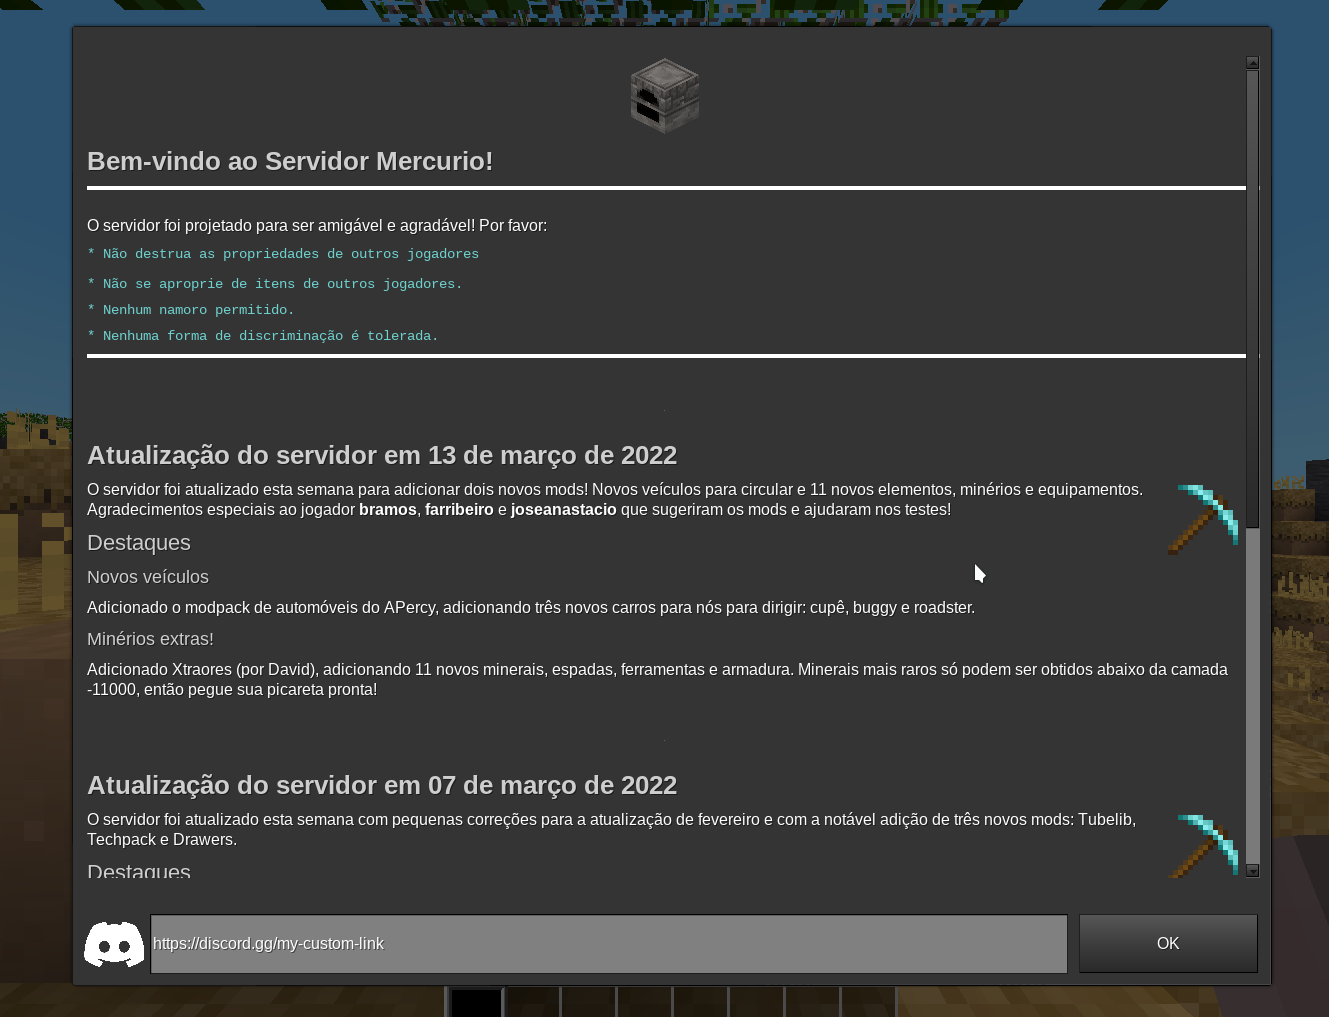 Bem-vindo ao Servidor Mercurio!
O servidor foi projetado para ser amigável e agradável! Por favor:
* Não destrua as propriedades de outros jogadores
* Não se aproprie de itens de outros jogadores.
* Nenhum namoro permitido.
* Nenhuma forma de discriminação é tolerada.
Atualização do servidor em 13 de março de 2022
O servidor foi atualizado esta semana para adicionar dois novos mods! Novos veículos para circular e 11 novos elementos, minérios e equipamentos.
Agradecimentos especiais ao jogador bramos, farribeiro e joseanastacio que sugeriram os mods e ajudaram nos testes!
Destaques
Novos veículos
Adicionado o modpack de automóveis do APercy, adicionando três novos carros para nós para dirigir: cupê, buggy e roadster.
Minérios extras!
Adicionado Xtraores (por David), adicionando 11 novos minerais, espadas, ferramentas e armadura. Minerais mais raros só podem ser obtidos abaixo da camada
-11000, então pegue sua picareta pronta!
Atualização do servidor em 07 de março de 2022
O servidor foi atualizado esta semana com pequenas correções para a atualização de fevereiro e com a notável adição de três novos mods: Tubelib,
Techpack e Drawers.
Destaques
https://discord.gg/my-custom-link
OK